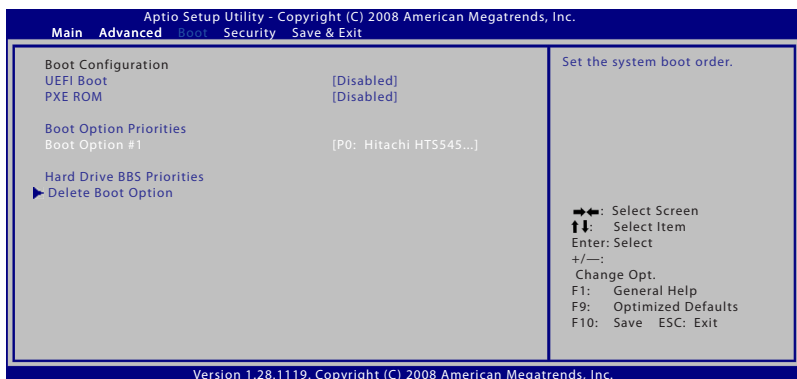 Aptio Setup Utility - Copyright (C) 2008 American Megatrends, Inc.
Main Advanced Boot Security Save & Exit
Boot Configuration
UEFI Boot [Disabled]
PXE ROM [Disabled]
Boot Option Priorities
Boot Option #1 [P0: Hitachi HTS545...]
Hard Drive BBS Priorities
Delete Boot Option
Set the system boot order.
→←: Select Screen
↑↓: Select Item
Enter: Select
+/—:
Change Opt.
F1: General Help
F9: Optimized Defaults
F10: Save ESC: Exit
Version 1.28.1119. Copyright (C) 2008 American Megatrends, Inc.